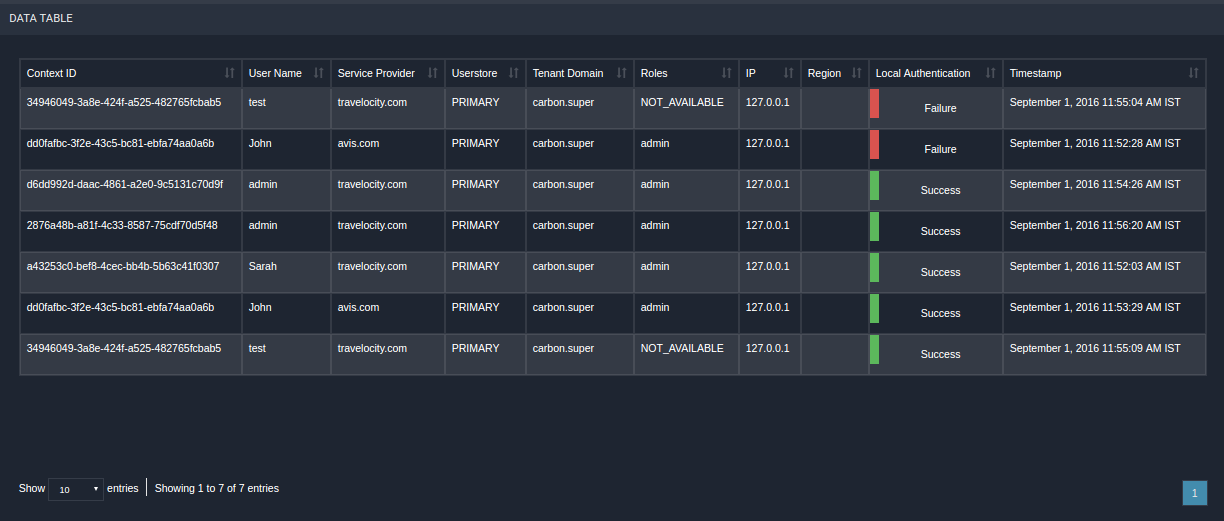 DATA TABLE
Context ID User Name Service Provider Userstore Tenant Domain Roles IP Region Local Authentication Timestamp
34946049-3a8e-424f-a525-482765fcbab5 test travelocity.com PRIMARY carbon.super NOT_AVAILABLE 127.0.0.1 Failure September 1, 2016 11:55:04 AM IST
dd0fafbc-3f2e-43c5-bc81-ebfa74aa0a6b John avis.com PRIMARY carbon.super admin 127.0.0.1 Failure September 1, 2016 11:52:28 AM IST
d6dd992d-daac-4861-a2e0-9c5131c70d9f admin travelocity.com PRIMARY carbon.super admin 127.0.0.1 Success September 1, 2016 11:54:26 AM IST
2876a48b-a81f-4c33-8587-75cdf70d5f48 admin travelocity.com PRIMARY carbon.super admin 127.0.0.1 Success September 1, 2016 11:56:20 AM IST
a43253c0-bef8-4cec-bb4b-5b63c41f0307 Sarah travelocity.com PRIMARY carbon.super admin 127.0.0.1 Success September 1, 2016 11:52:03 AM IST
dd0fafbc-3f2e-43c5-bc81-ebfa74aa0a6b John avis.com PRIMARY carbon.super admin 127.0.0.1 Success September 1, 2016 11:53:29 AM IST
34946049-3a8e-424f-a525-482765fcbab5 test travelocity.com PRIMARY carbon.super NOT_AVAILABLE 127.0.0.1 Success September 1, 2016 11:55:09 AM IST
Show 10 entries Showing 1 to 7 of 7 entries 1